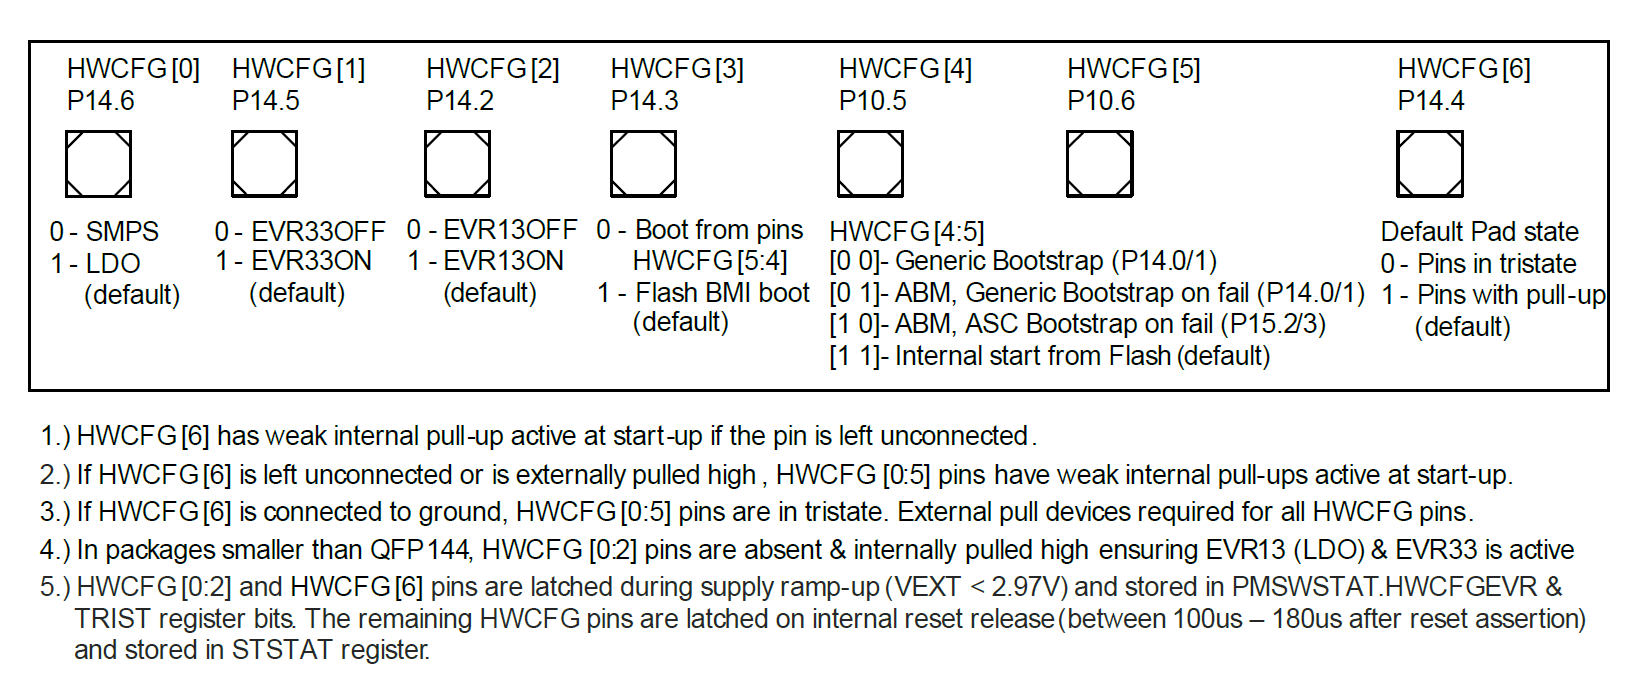 HWCFG[0] HWCFG[1] HWCFG[2] HWCFG[3] HWCFG[4] HWCFG[5] HWCFG[6]
P14.6 P14.5 P14.2 P14.3 P10.5 P10.6 P14.4
0 - SMPS
1 - LDO
(default)
0 - EVR33OFF
1 - EVR33ON
(default)
0 - EVR13OFF
1 - EVR13ON
(default)
0 - Boot from pins
HWCFG[5:4]
1 - Flash BMI boot
(default)
HWCFG[4:5]
[0 0]- Generic Bootstrap (P14.0/1)
[0 1]- ABM, Generic Bootstrap on fail (P14.0/1)
[1 0]- ABM, ASC Bootstrap on fail (P15.2/3)
[1 1]- Internal start from Flash (default)
Default Pad state
0 - Pins in tristate
1 - Pins with pull-up
(default)
1.) HWCFG[6] has weak internal pull-up active at start-up if the pin is left unconnected.
2.) If HWCFG[6] is left unconnected or is externally pulled high, HWCFG[0:5] pins have weak internal pull-ups active at start-up.
3.) If HWCFG[6] is connected to ground, HWCFG[0:5] pins are in tristate. External pull devices required for all HWCFG pins.
4.) In packages smaller than QFP144, HWCFG[0:2] pins are absent & internally pulled high ensuring EVR13 (LDO) & EVR33 is active
5.) HWCFG[0:2] and HWCFG[6] pins are latched during supply ramp-up (VEXT < 2.97V) and stored in PMSWSTAT.HWCFGEVR &
TRIST register bits. The remaining HWCFG pins are latched on internal reset release (between 100us – 180us after reset assertion)
and stored in STSTAT register.